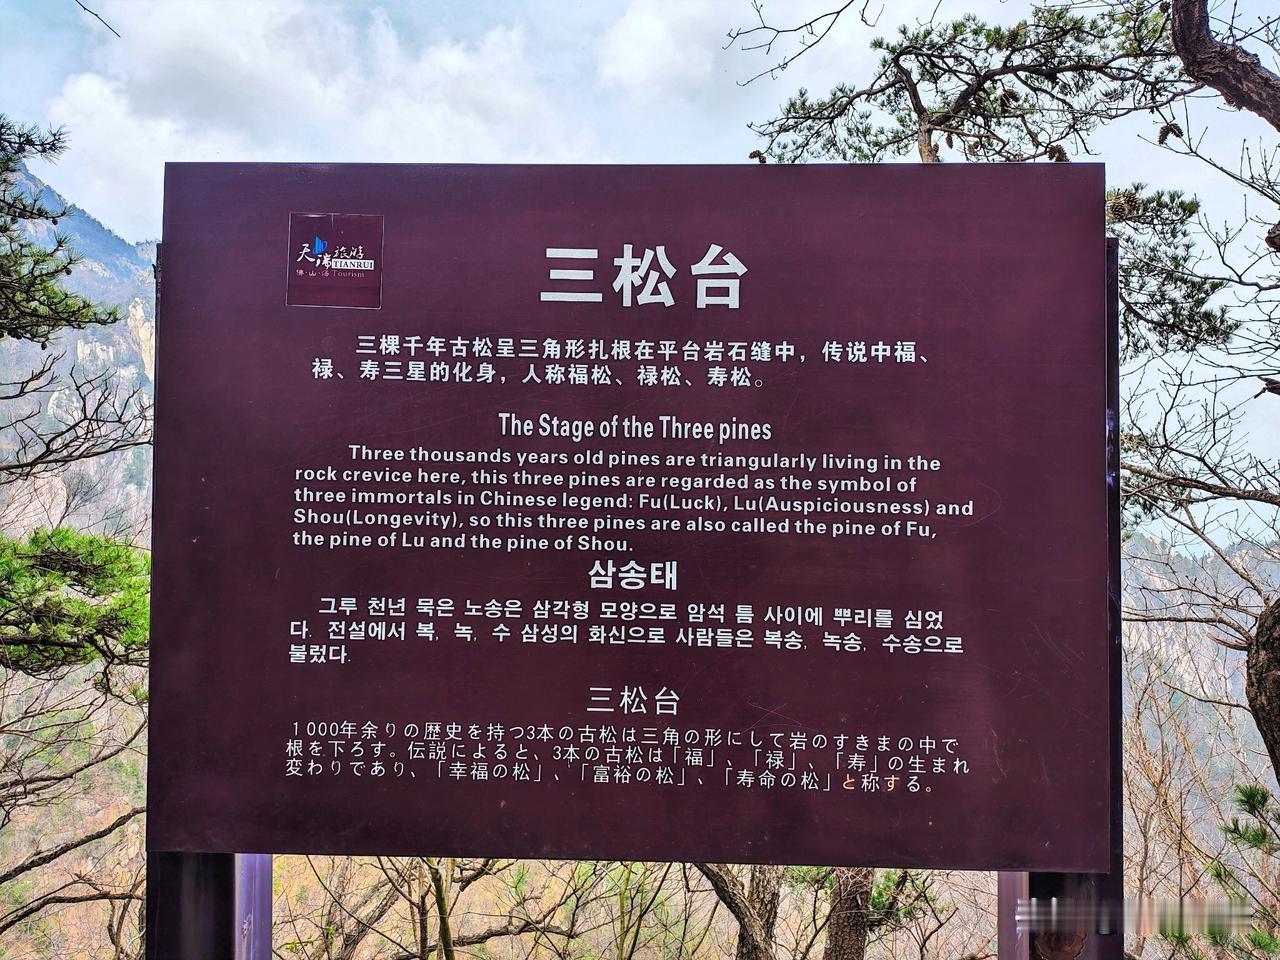 天瑞旅游
TIANRUI
佛·山·湯 Tourism
三松台
三棵千年古松呈三角形扎根在平台岩石缝中，传说中福、
禄、寿三星的化身，人称福松、禄松、寿松。
The Stage of the Three pines
Three thousands years old pines are triangularly living in the
rock crevice here, this three pines are regarded as the symbol of
three immortals in Chinese legend: Fu(Luck), Lu(Auspiciousness) and
Shou(Longevity), so this three pines are also called the pine of Fu,
the pine of Lu and the pine of Shou.
삼송태
그루 천년 묵은 노송은 삼각형 모양으로 암석 틈 사이에 뿌리를 심었
다. 전설에서 복, 녹, 수 삼성의 화신으로 사람들은 복송, 녹송, 수송으로
불렀다.
三松台
1000年余りの歴史を持つ3本の古松は三角の形にして岩のすきまの中で
根を下ろす。伝説によると、3本の古松は「福」、「禄」、「寿」の生まれ
変わりであり、「幸福の松」、「富裕の松」、「寿命の松」と称する。